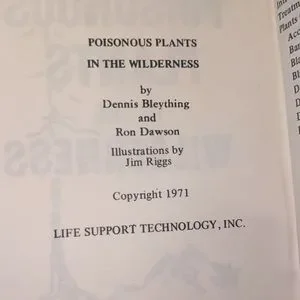 POISONOUS PLANTS
IN THE WILDERNESS
by
Dennis Bleything
and
Ron Dawson
Illustrations by
Jim Riggs
Copyright 1971
LIFE SUPPORT TECHNOLOGY, INC.
Plants